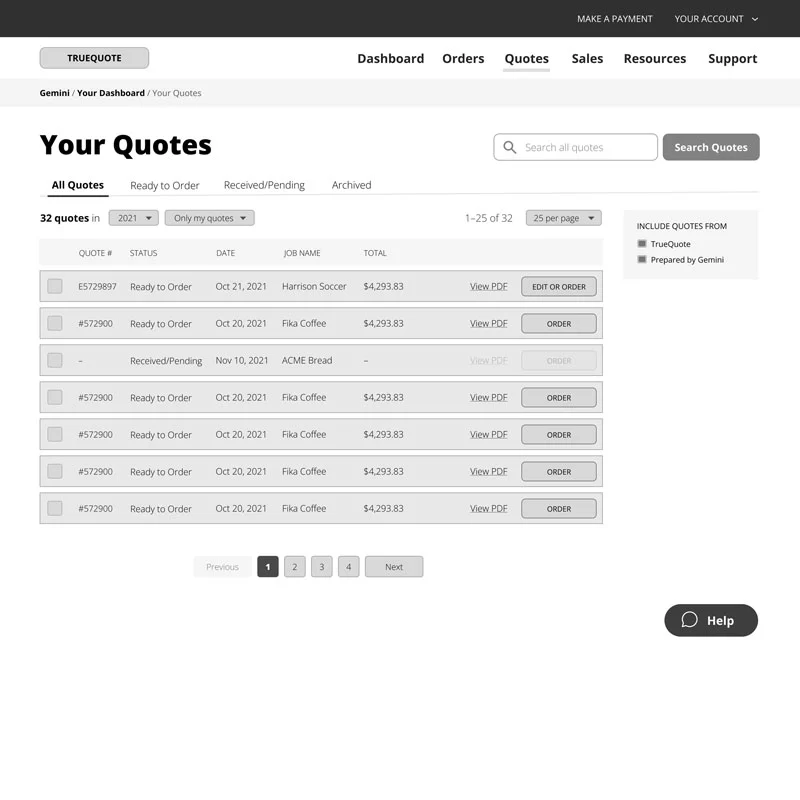 MAKE A PAYMENT YOUR ACCOUNT
TRUEQUOTE Dashboard Orders Quotes Sales Resources Support
Gemini / Your Dashboard / Your Quotes
Your Quotes
Search all quotes Search Quotes
All Quotes Ready to Order Received/Pending Archived
32 quotes in 2021 Only my quotes 1–25 of 32 25 per page
INCLUDE QUOTES FROM
TrueQuote
Prepared by Gemini
QUOTE # STATUS DATE JOB NAME TOTAL
E5729897 Ready to Order Oct 21, 2021 Harrison Soccer $4,293.83 View PDF EDIT OR ORDER
#572900 Ready to Order Oct 20, 2021 Fika Coffee $4,293.83 View PDF ORDER
– Received/Pending Nov 10, 2021 ACME Bread – View PDF ORDER
#572900 Ready to Order Oct 20, 2021 Fika Coffee $4,293.83 View PDF ORDER
#572900 Ready to Order Oct 20, 2021 Fika Coffee $4,293.83 View PDF ORDER
#572900 Ready to Order Oct 20, 2021 Fika Coffee $4,293.83 View PDF ORDER
#572900 Ready to Order Oct 20, 2021 Fika Coffee $4,293.83 View PDF ORDER
Previous 1 2 3 4 Next
Help